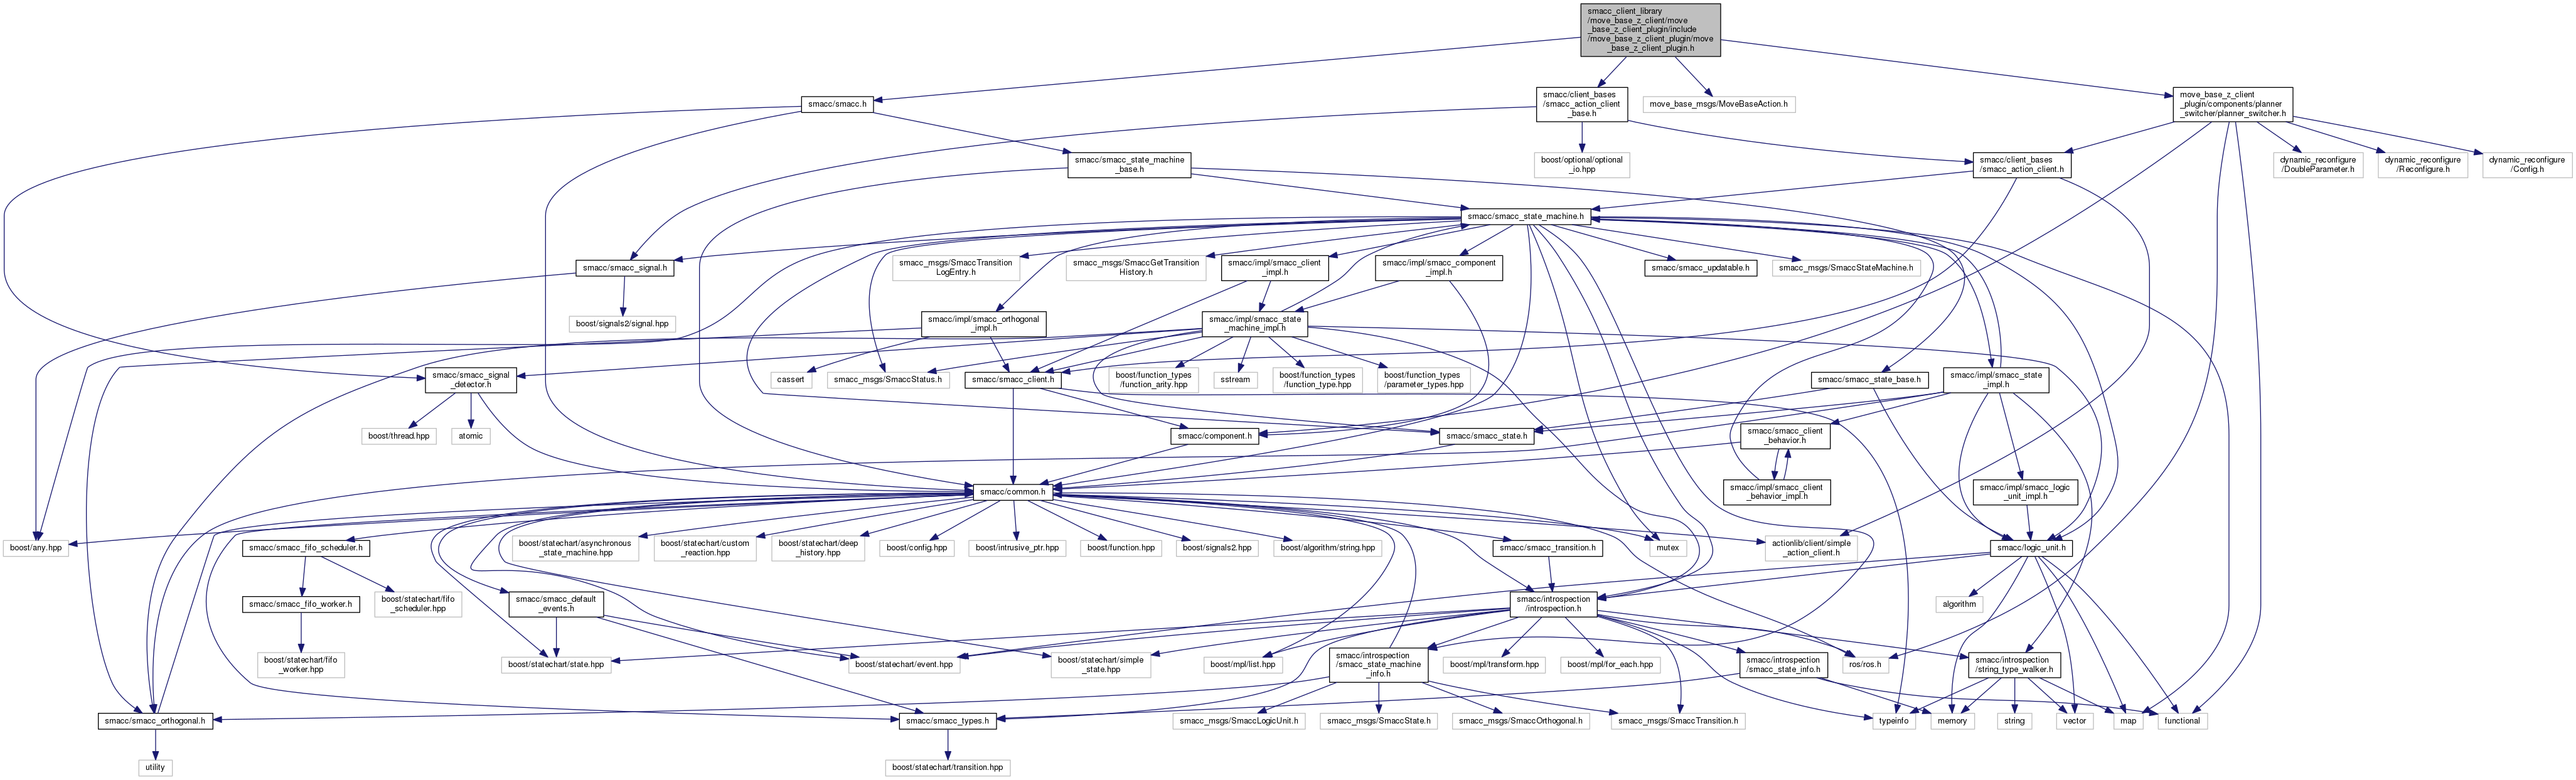 smacc_client_library
/move_base_z_client/move
_base_z_client_plugin/include
/move_base_z_client_plugin/move
_base_z_client_plugin.h
smacc/smacc.h
smacc/client_bases
/smacc_action_client
_base.h
move_base_msgs/MoveBaseAction.h
move_base_z_client
_plugin/components/planner
_switcher/planner_switcher.h
smacc/smacc_state_machine
_base.h
boost/optional/optional
_io.hpp
smacc/client_bases
/smacc_action_client.h
dynamic_reconfigure
/DoubleParameter.h
dynamic_reconfigure
/Reconfigure.h
dynamic_reconfigure
/Config.h
smacc/smacc_state_machine.h
smacc/smacc_signal.h
smacc_msgs/SmaccTransition
LogEntry.h
smacc_msgs/SmaccGetTransition
History.h
smacc/impl/smacc_client
_impl.h
smacc/impl/smacc_component
_impl.h
smacc/smacc_updatable.h
smacc_msgs/SmaccStateMachine.h
boost/signals2/signal.hpp
smacc/impl/smacc_orthogonal
_impl.h
smacc/impl/smacc_state
_machine_impl.h
smacc/smacc_signal
_detector.h
cassert
smacc_msgs/SmaccStatus.h
smacc/smacc_client.h
boost/function_types
/function_arity.hpp
sstream
boost/function_types
/function_type.hpp
boost/function_types
/parameter_types.hpp
smacc/smacc_state_base.h
smacc/impl/smacc_state
_impl.h
boost/thread.hpp
atomic
smacc/component.h
smacc/smacc_state.h
smacc/smacc_client
_behavior.h
smacc/common.h
smacc/impl/smacc_client
_behavior_impl.h
smacc/impl/smacc_logic
_unit_impl.h
boost/any.hpp
smacc/smacc_fifo_scheduler.h
boost/statechart/asynchronous
_state_machine.hpp
boost/statechart/custom
_reaction.hpp
boost/statechart/deep
_history.hpp
boost/config.hpp
boost/intrusive_ptr.hpp
boost/function.hpp
boost/signals2.hpp
boost/algorithm/string.hpp
smacc/smacc_transition.h
mutex
actionlib/client/simple
_action_client.h
smacc/logic_unit.h
smacc/smacc_fifo_worker.h
boost/statechart/fifo
_scheduler.hpp
smacc/smacc_default
_events.h
smacc/introspection
/introspection.h
algorithm
boost/statechart/fifo
_worker.hpp
boost/statechart/state.hpp
boost/statechart/event.hpp
boost/statechart/simple
_state.hpp
boost/mpl/list.hpp
smacc/introspection
/smacc_state_machine
_info.h
boost/mpl/transform.hpp
boost/mpl/for_each.hpp
smacc/introspection
/smacc_state_info.h
ros/ros.h
smacc/introspection
/string_type_walker.h
smacc/smacc_orthogonal.h
smacc/smacc_types.h
smacc_msgs/SmaccLogicUnit.h
smacc_msgs/SmaccState.h
smacc_msgs/SmaccOrthogonal.h
smacc_msgs/SmaccTransition.h
typeinfo
memory
string
vector
map
functional
utility
boost/statechart/transition.hpp